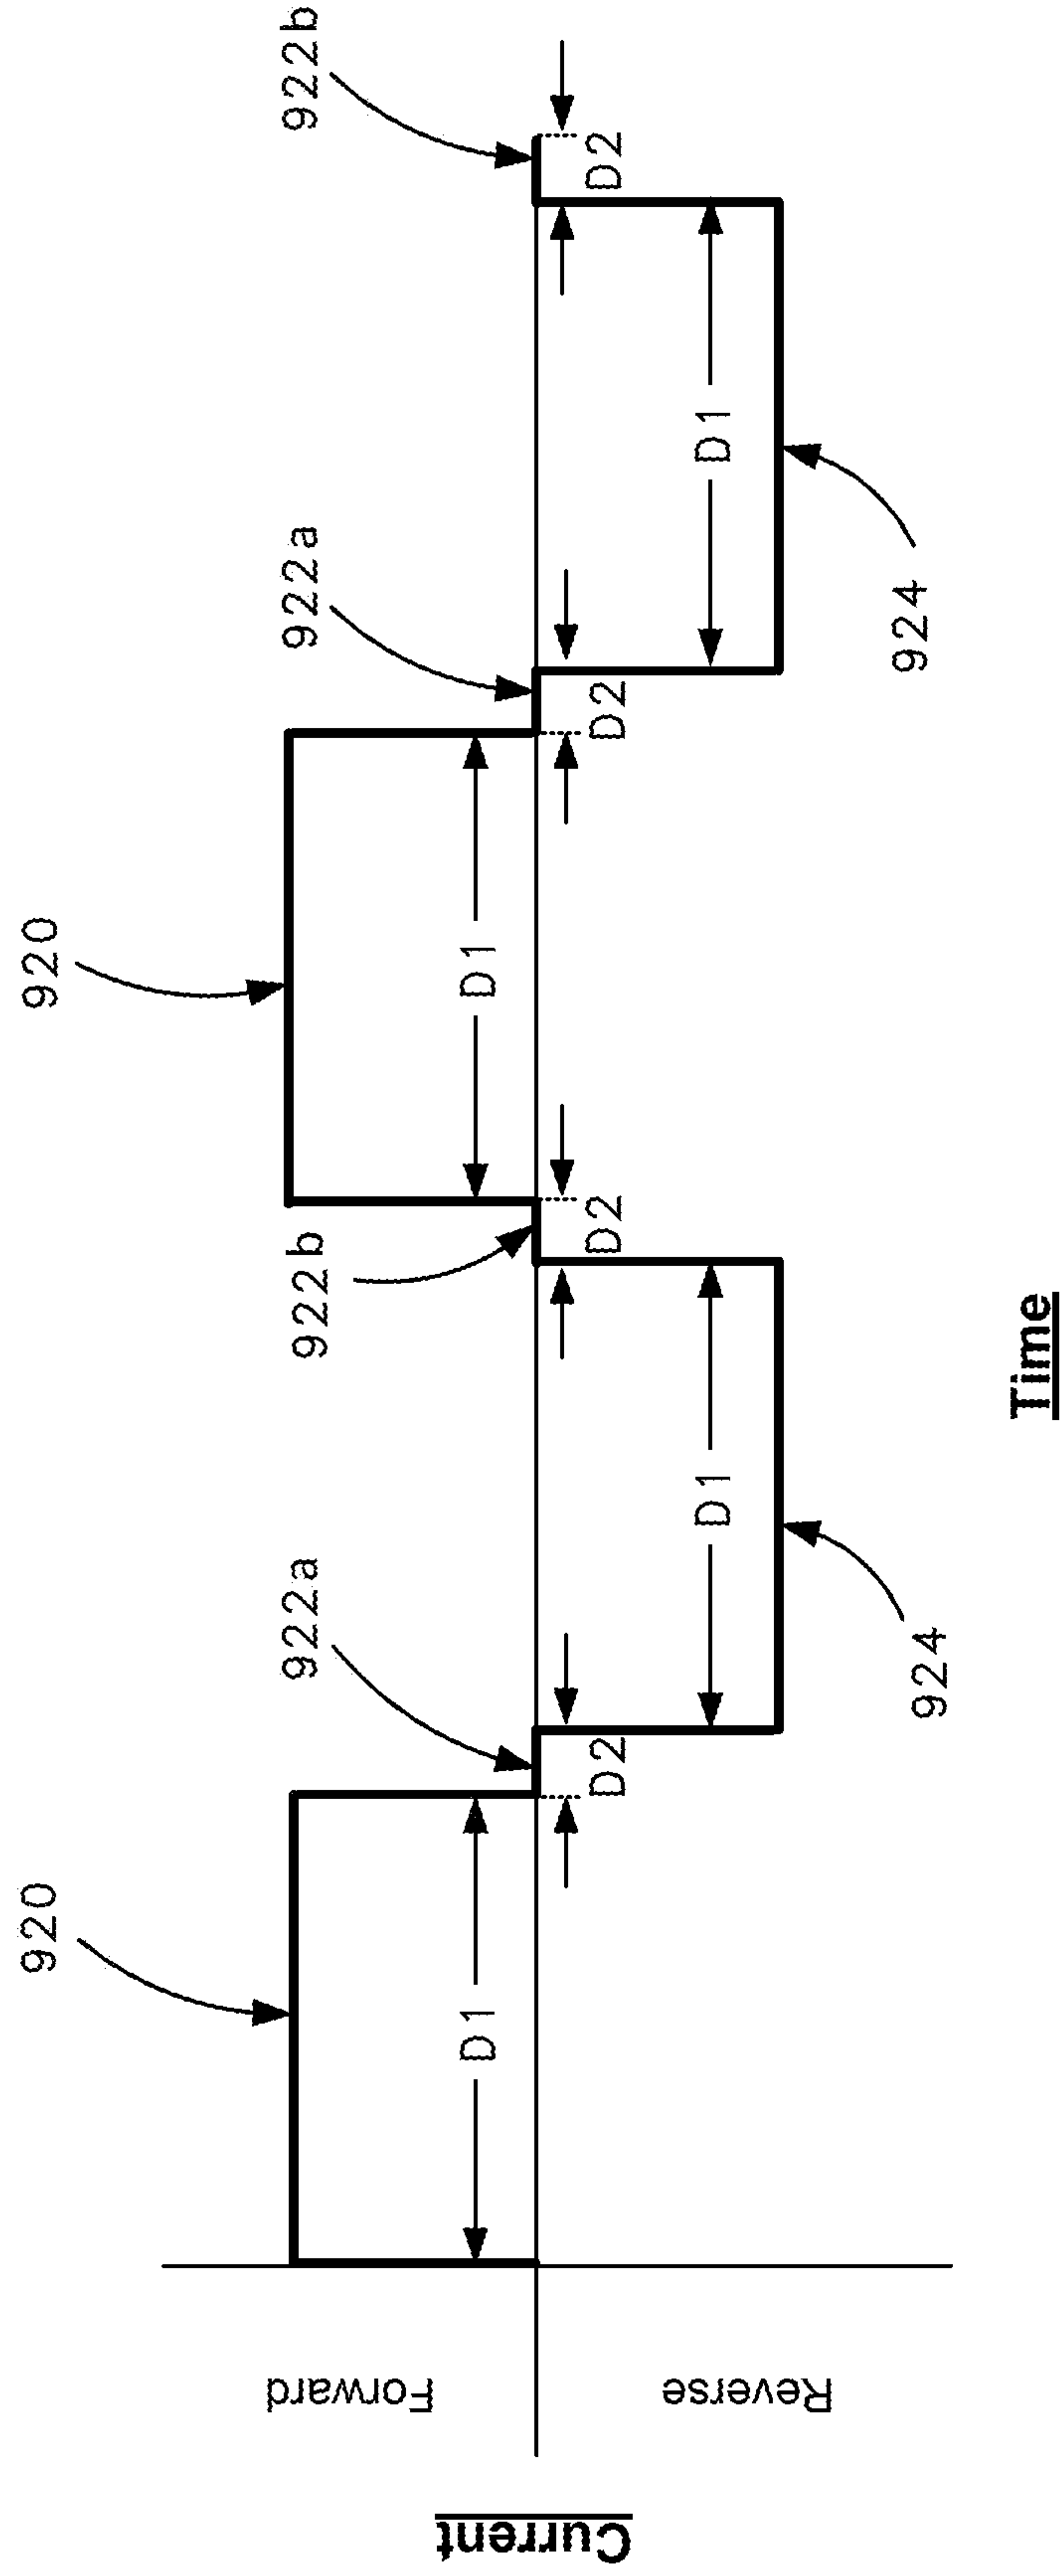 920
920
922a
922b
922a
922b
Forward
D1
D1
D2
D2
D2
D2
Current
Reverse
D1
D1
924
924
Time